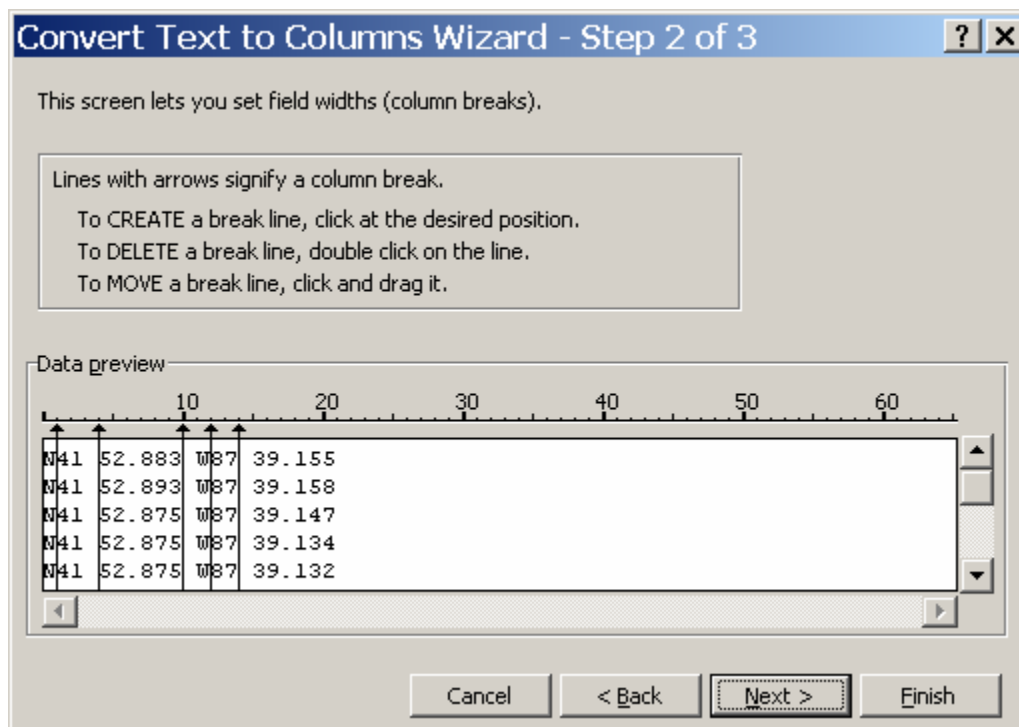 Convert Text to Columns Wizard - Step 2 of 3
This screen lets you set field widths (column breaks).
Lines with arrows signify a column break.
To CREATE a break line, click at the desired position.
To DELETE a break line, double click on the line.
To MOVE a break line, click and drag it.
Data preview
10 20 30 40 50 60
N41 52.883 W87 39.155
N41 52.893 W87 39.158
N41 52.875 W87 39.147
N41 52.875 W87 39.134
N41 52.875 W87 39.132
Cancel < Back Next > Finish